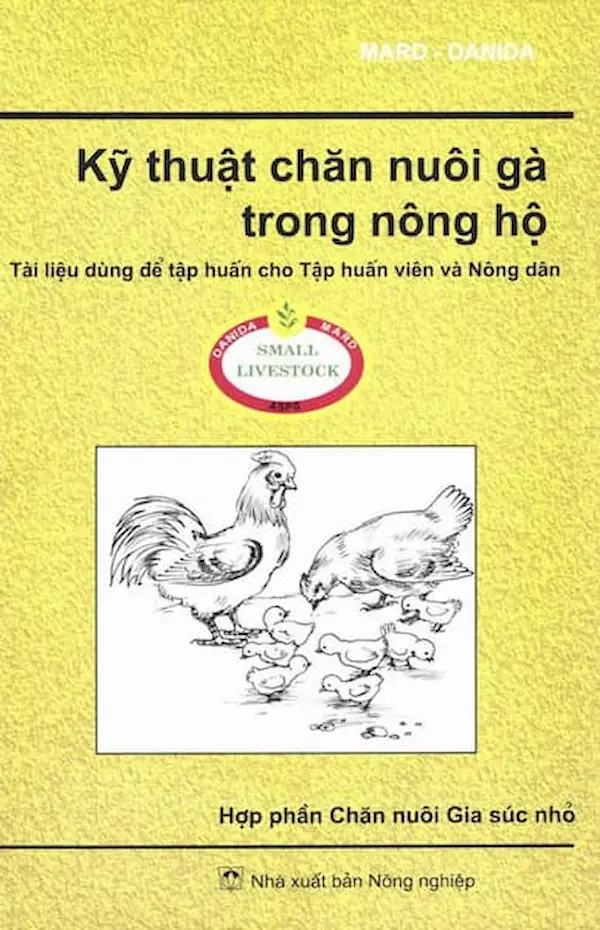 MARD - DANIDA
Kỹ thuật chăn nuôi gà
trong nông hộ
Tài liệu dùng để tập huấn cho Tập huấn viên và Nông dân
DANIDA MARD
SMALL
LIVESTOCK
Hợp phần Chăn nuôi Gia súc nhỏ
Nhà xuất bản Nông nghiệp